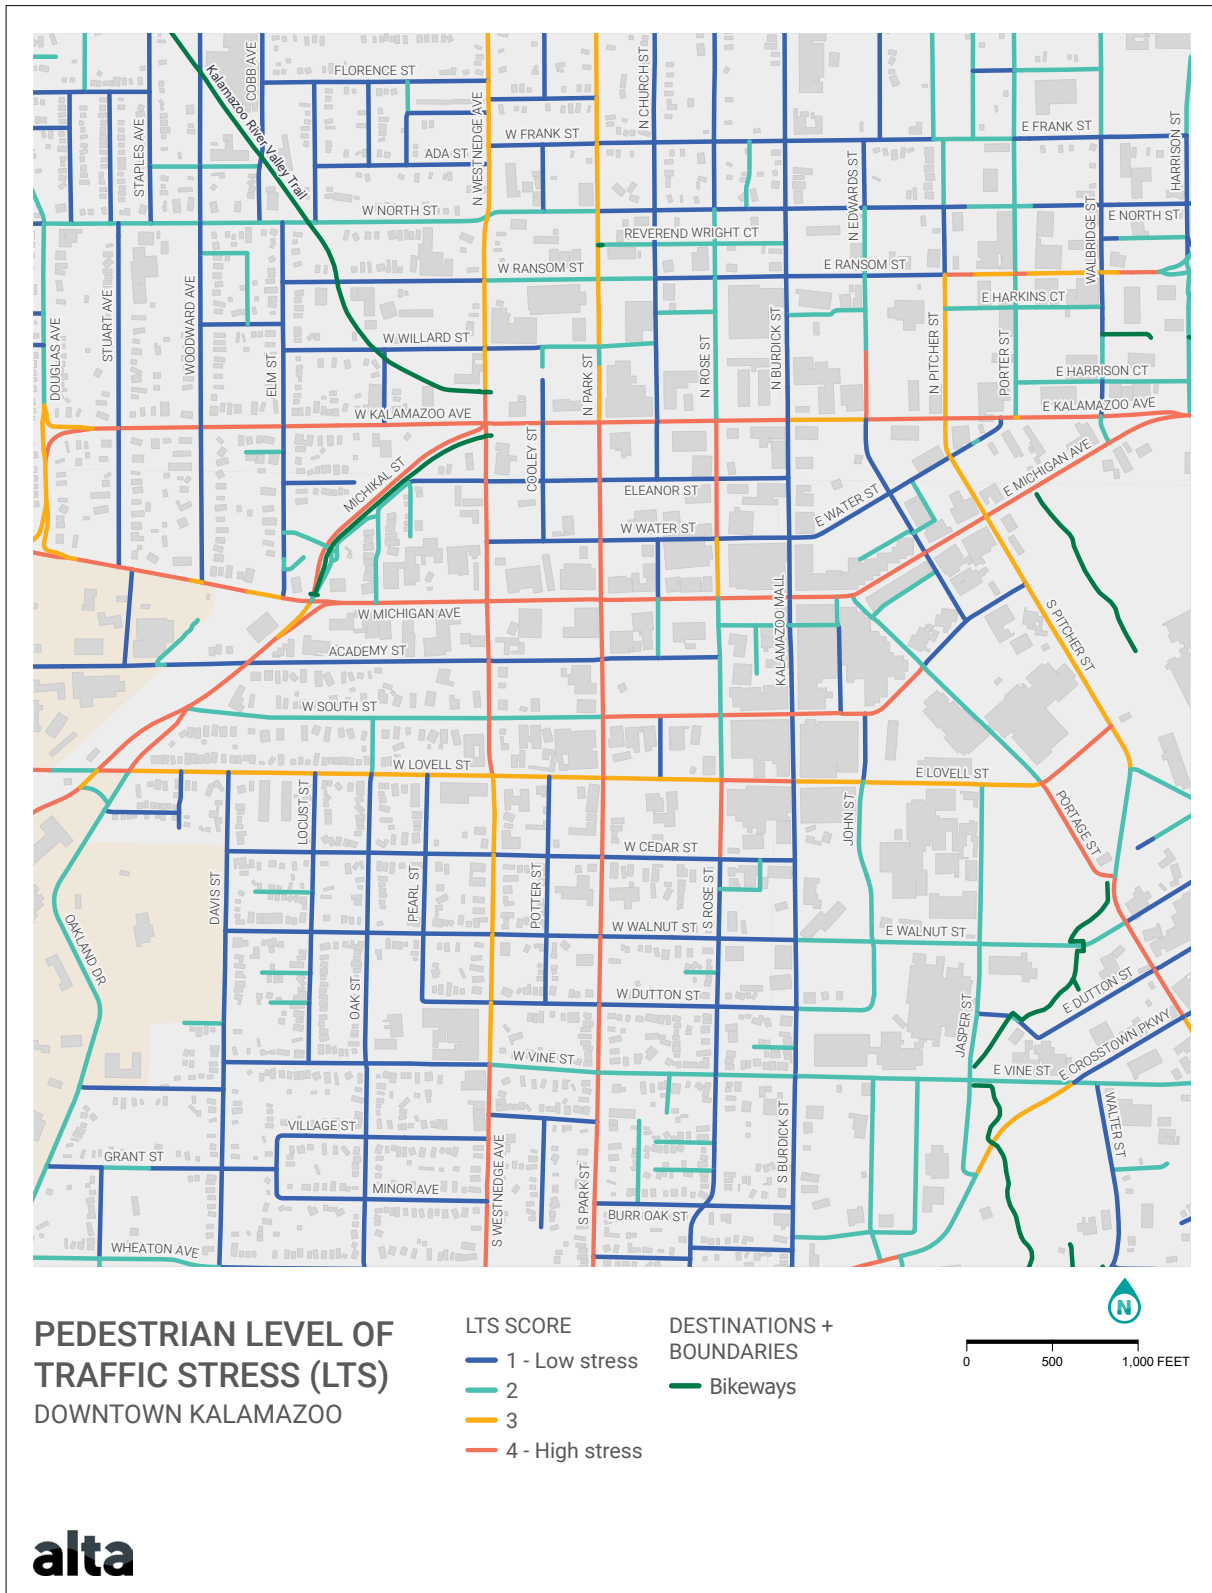 FLORENCE ST
COBB AVE
N CHURCH ST
Kalamazoo River Valley Trail
N WESTNEDGE AVE
HARRISON ST
STAPLES AVE
W FRANK ST
E FRANK ST
ADA ST
N EDWARDS ST
W NORTH ST
WALBRIDGE ST
E NORTH ST
REVEREND WRIGHT CT
W RANSOM ST
E RANSOM ST
WOODWARD AVE
STUART AVE
E HARKINS CT
DOUGLAS AVE
ELM ST
W WILLARD ST
N PARK ST
N ROSE ST
N BURDICK ST
N PITCHER ST
PORTER ST
E HARRISON CT
W KALAMAZOO AVE
E KALAMAZOO AVE
COOLEY ST
MICHIKAL ST
ELEANOR ST
E MICHIGAN AVE
E WATER ST
W WATER ST
KALAMAZOO MALL
W MICHIGAN AVE
S PITCHER ST
ACADEMY ST
W SOUTH ST
W LOVELL ST
E LOVELL ST
LOCUST ST
JOHN ST
PORTAGE ST
W CEDAR ST
DAVIS ST
PEARL ST
POTTER ST
S ROSE ST
OAKLAND DR
W WALNUT ST
E WALNUT ST
OAK ST
W DUTTON ST
E DUTTON ST
JASPER ST
W VINE ST
E VINE ST
E CROSSTOWN PKWY
VILLAGE ST
S BURDICK ST
WALTER ST
GRANT ST
S WESTNEDGE AVE
S PARK ST
MINOR AVE
BURR OAK ST
WHEATON AVE
PEDESTRIAN LEVEL OF
TRAFFIC STRESS (LTS)
DOWNTOWN KALAMAZOO
LTS SCORE
1 - Low stress
2
3
4 - High stress
DESTINATIONS +
BOUNDARIES
Bikeways
N
0 500 1,000 FEET
alta